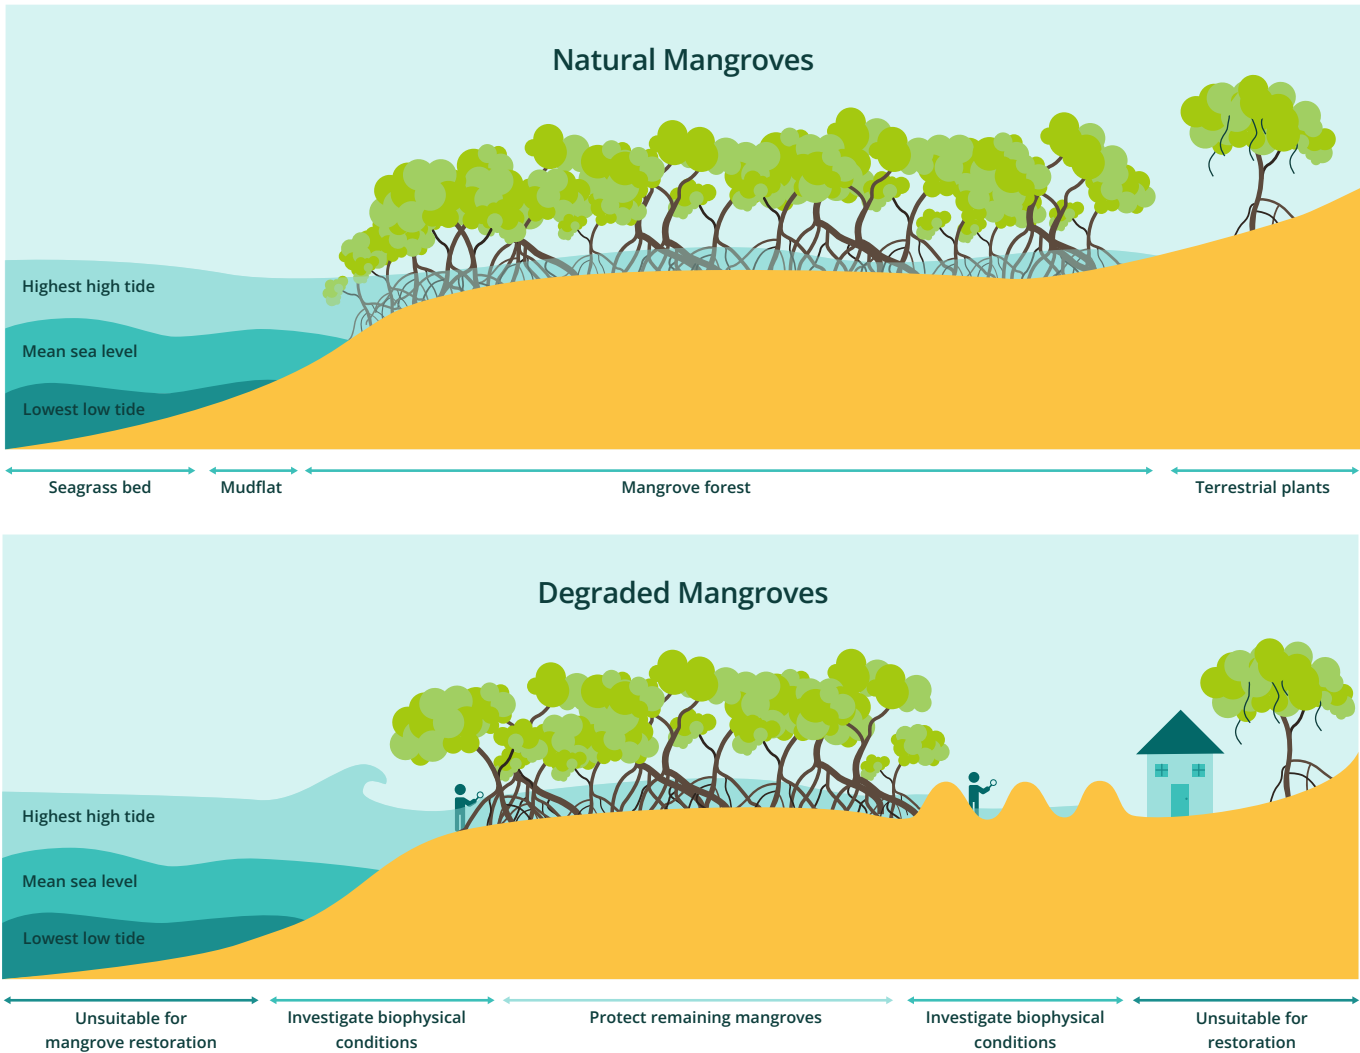 Natural Mangroves
Highest high tide
Mean sea level
Lowest low tide
Seagrass bed
Mudflat
Mangrove forest
Terrestrial plants
Degraded Mangroves
Highest high tide
Mean sea level
Lowest low tide
Unsuitable for
mangrove restoration
Investigate biophysical
conditions
Protect remaining mangroves
Investigate biophysical
conditions
Unsuitable for
restoration